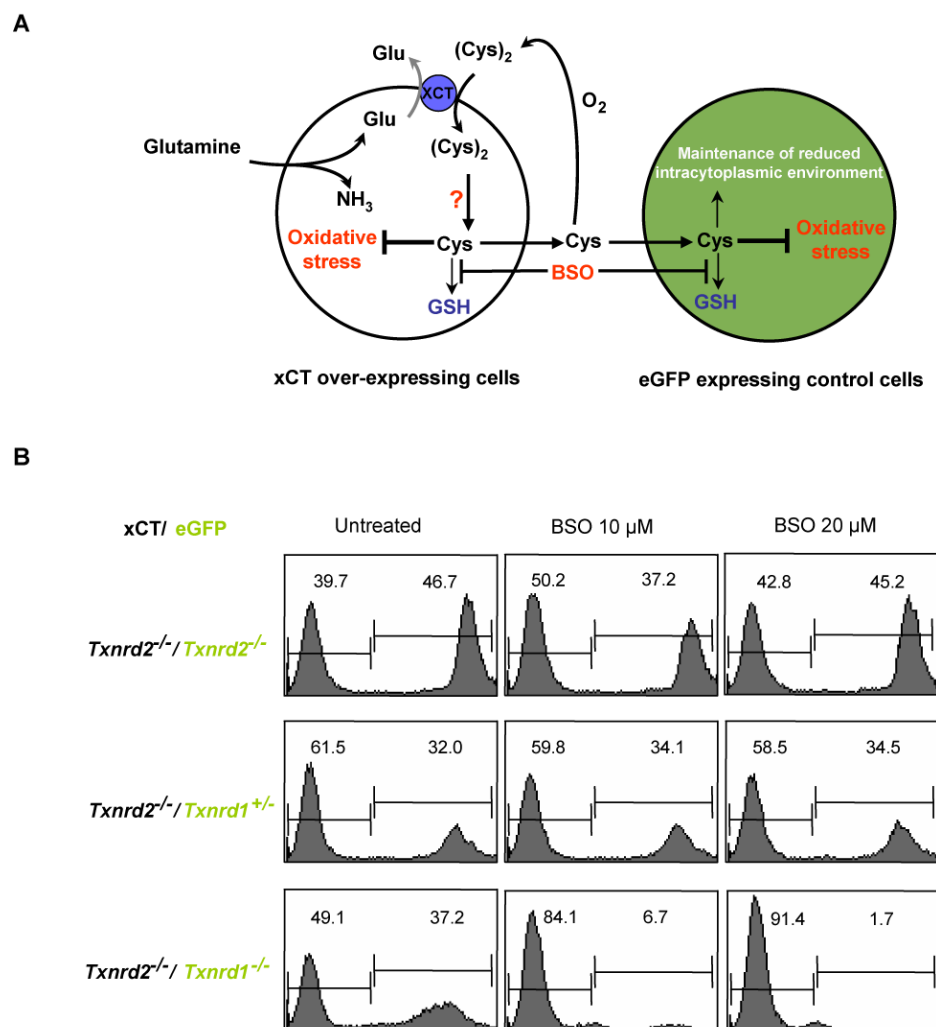 A
Glu
(Cys)2
XCT
O2
Glu
Glutamine
(Cys)2
Maintenance of reduced
intracytoplasmic environment
NH3
?
Oxidative
stress
Cys
Cys
Cys
Oxidative
stress
BSO
GSH
GSH
xCT over-expressing cells
eGFP expressing control cells
B
xCT/ eGFP
Untreated
BSO 10 µM
BSO 20 µM
Txnrd2-/-/Txnrd2-/-
39.7 46.7
50.2 37.2
42.8 45.2
Txnrd2-/-/Txnrd1+/-
61.5 32.0
59.8 34.1
58.5 34.5
Txnrd2-/-/ Txnrd1-/-
49.1 37.2
84.1 6.7
91.4 1.7